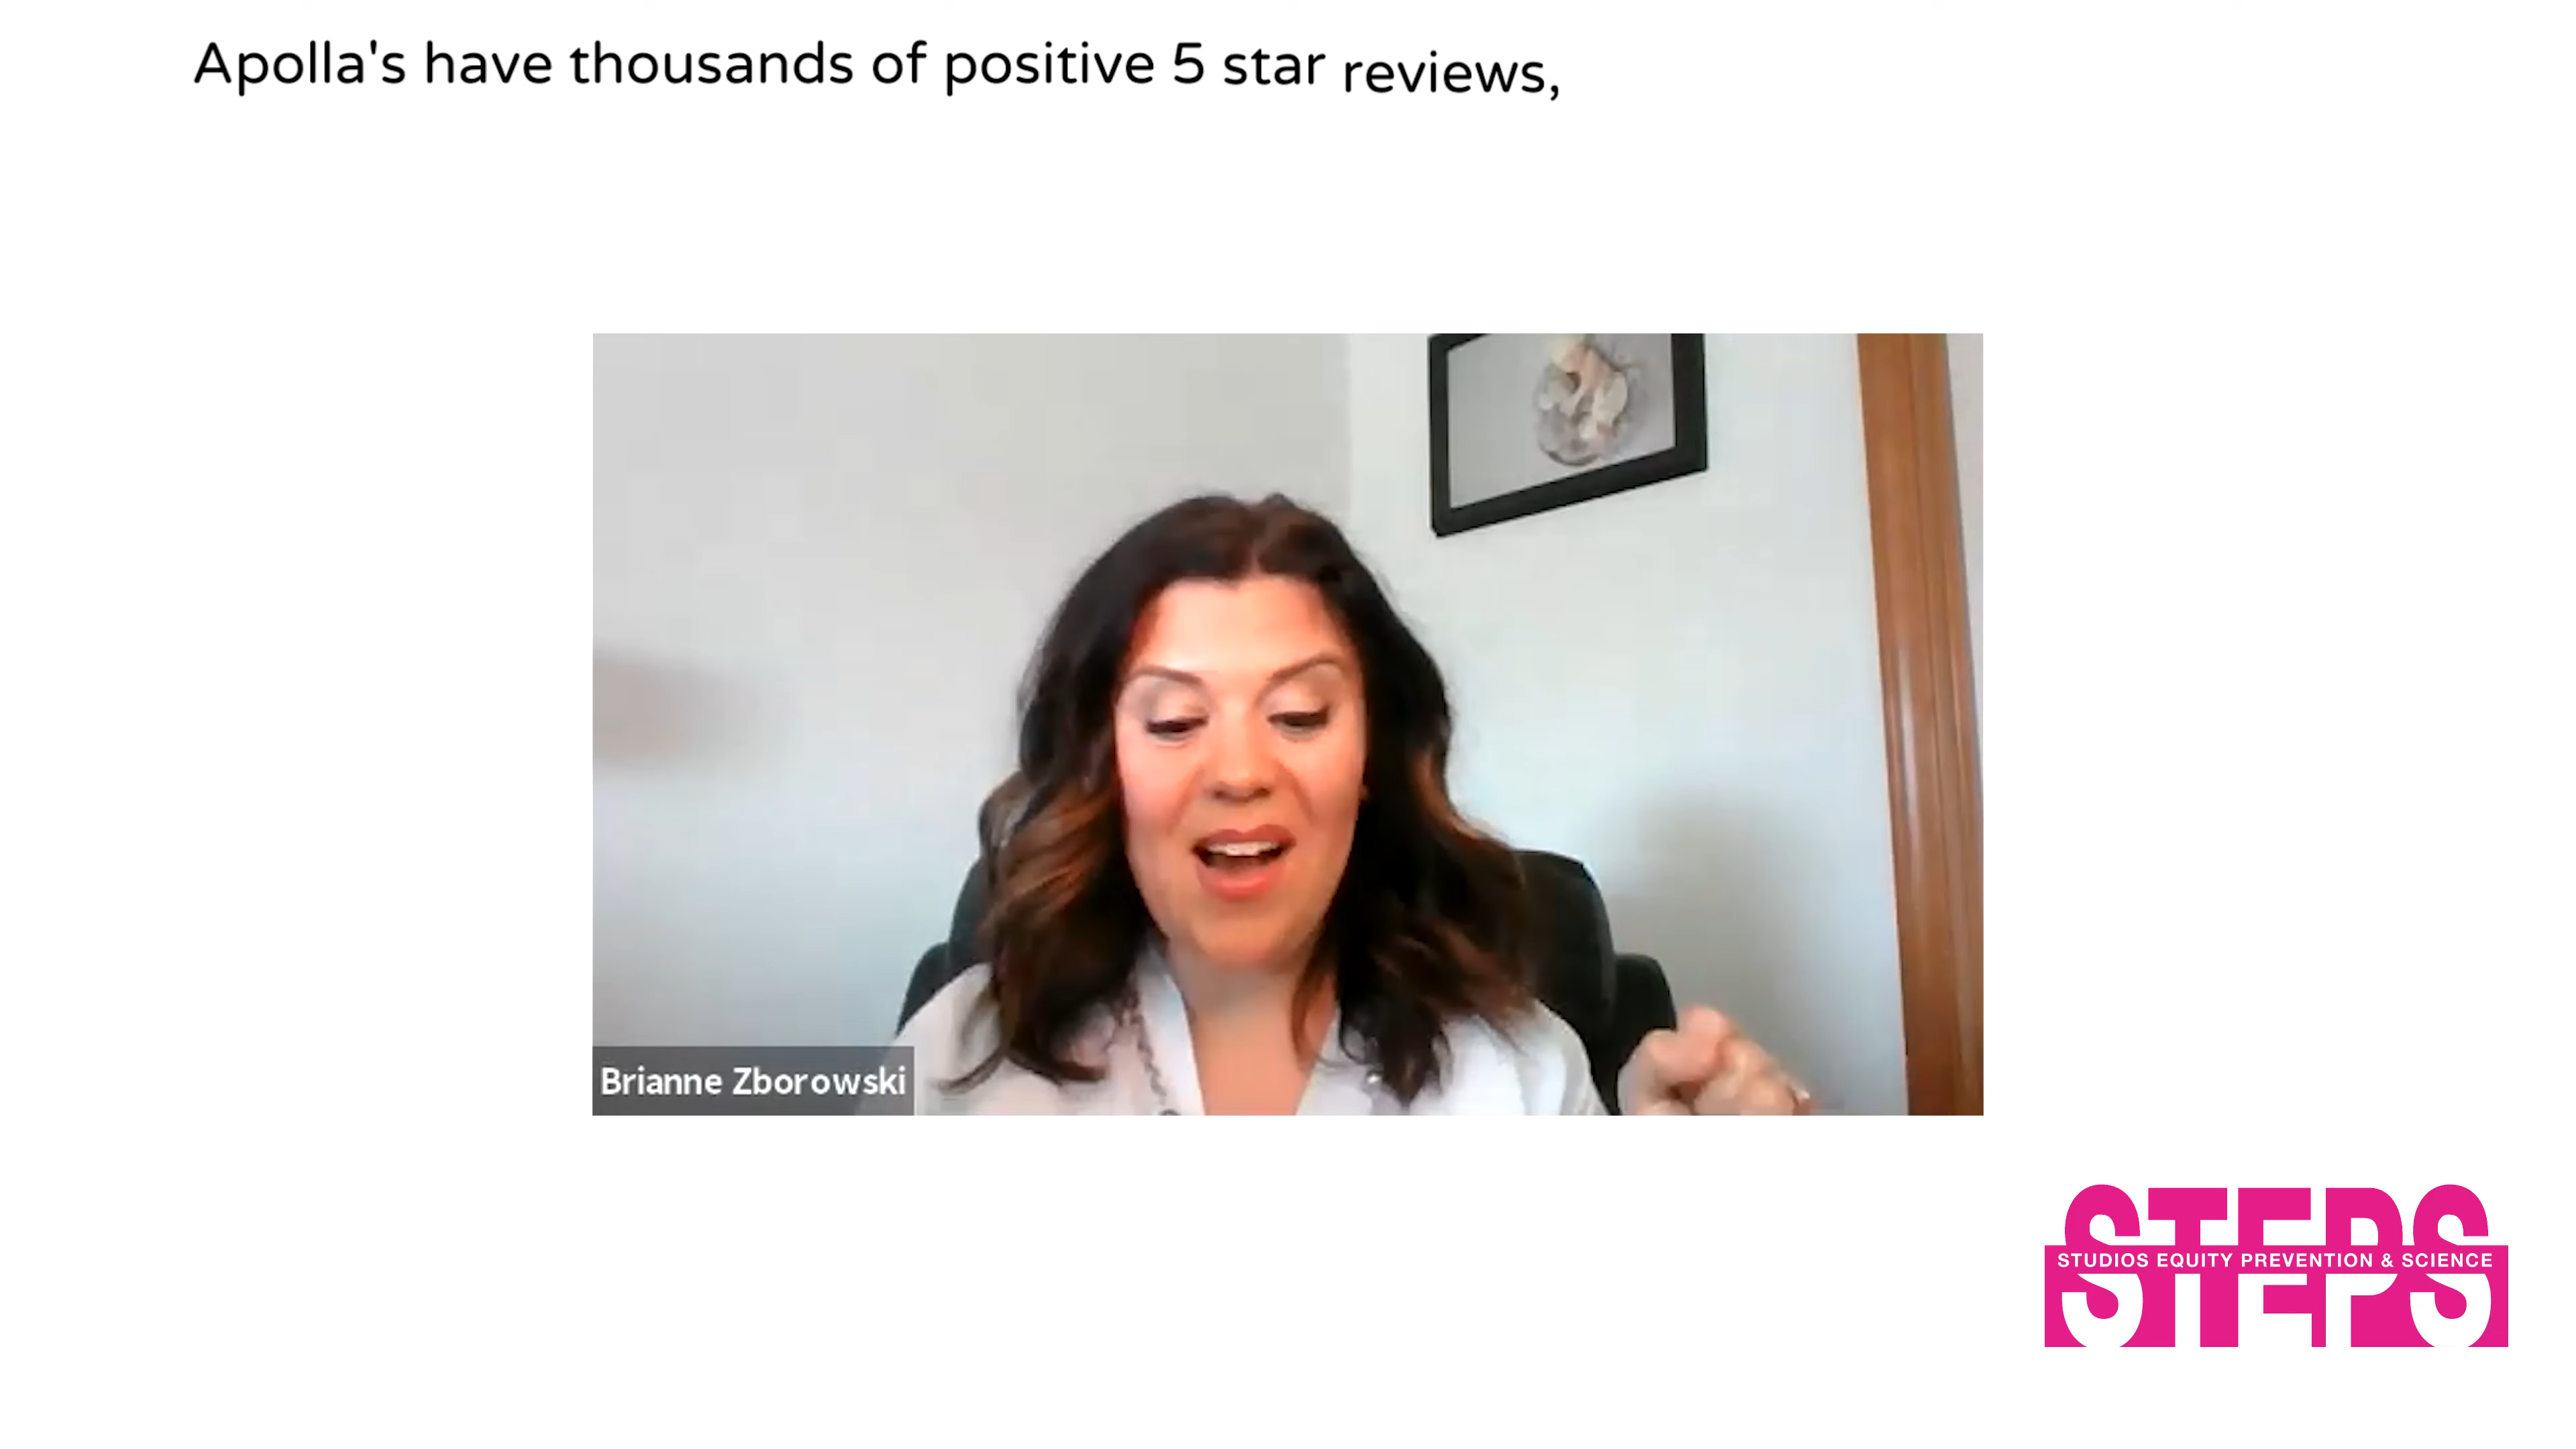 Apolla's have thousands of positive 5 star reviews,
Brianne Zborowski
STEPS
STUDIOS EQUITY PREVENTION & SCIENCE